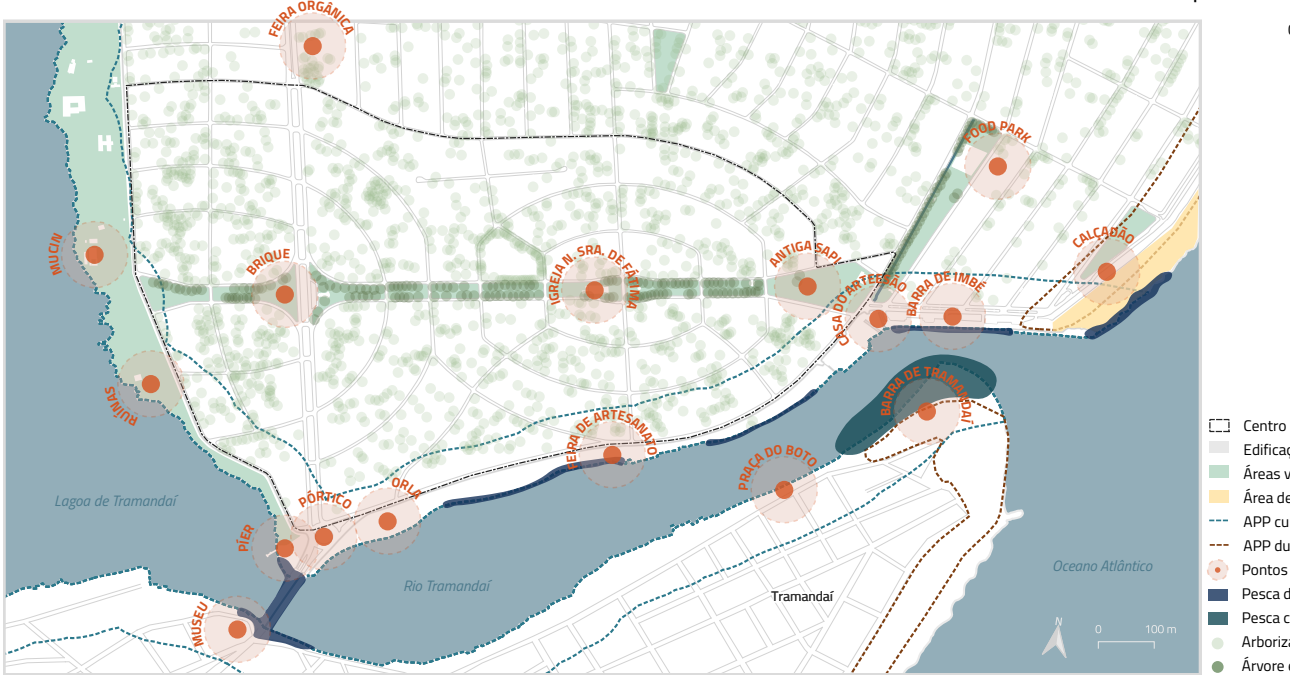 FEIRA ORGÂNICA
FOOD PARK
MUCIN
BRIQUE
IGREJA N. SRA. DE FÁTIMA
ANTIGA SAPI
CALÇADÃO
CASA DO ARTESÃO
BARRA DE IMBÉ
RUÍNAS
BARRA DE TRAMANDAÍ
FEIRA DE ARTESANATO
PRAÇA DO BOTO
Lagoa de Tramandaí
PÓRTICO
ORLA
PÍER
Rio Tramandaí
Tramandaí
Oceano Atlântico
MUSEU
N
0 100 m
Centro
Edificaç
Áreas v
Área de
APP cu
APP du
Pontos
Pesca d
Pesca c
Arboriza
Árvore